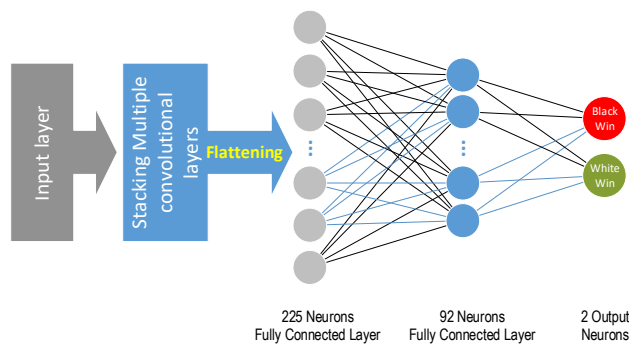 Input layer
Stacking Multiple
convolutional
layers
Flattening
Black
Win
White
Win
225 Neurons
Fully Connected Layer
92 Neurons
Fully Connected Layer
2 Output
Neurons